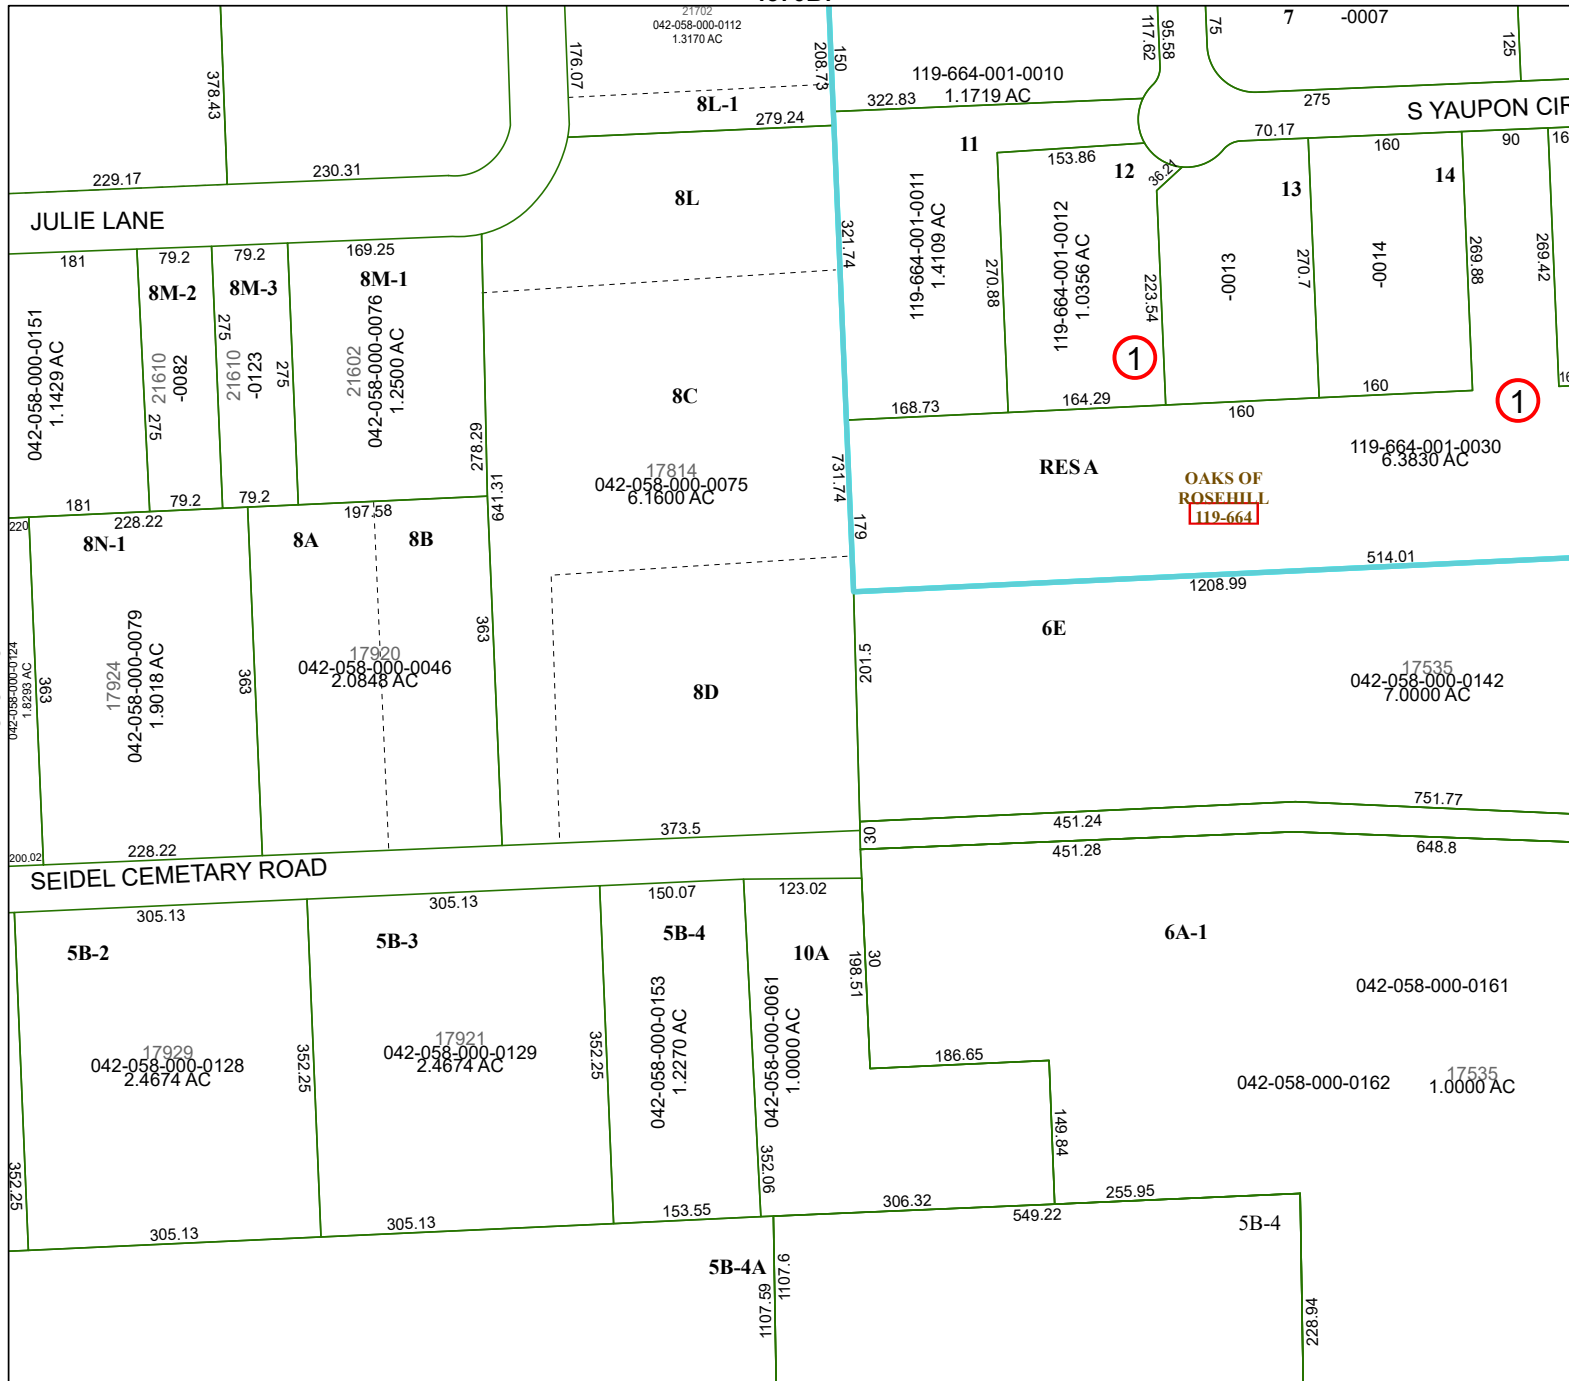 21702
042-058-000-0112
1.3170 AC
7
-0007
378.43
176.07
208.73
150
117.62
95.58
75
125
119-664-001-0010
1.1719 AC
322.83
275
S YAUPON CIR
8L-1
279.24
11
153.86
12
36.21
70.17
160
90
13
14
229.17
230.31
JULIE LANE
8L
321.74
119-664-001-0011
1.4109 AC
270.88
119-664-001-0012
1.0356 AC
223.54
-0013
270.7
-0014
269.88
269.42
181
79.2
79.2
169.25
8M-2
8M-3
8M-1
042-058-000-0151
1.1429 AC
21610
-0082
275
275
21610
-0123
275
21602
042-058-000-0076
1.2500 AC
278.29
8C
1
1
168.73
164.29
160
160
17814
042-058-000-0075
6.1600 AC
731.74
RES A
119-664-001-0030
6.3830 AC
OAKS OF
ROSEHILL
119-664
181
79.2
79.2
197.58
641.31
179
220
228.22
8N-1
8A
8B
514.01
1208.99
6E
042-058-000-0124
1.8293 AC
363
17924
042-058-000-0079
1.9018 AC
363
17920
042-058-000-0046
2.0848 AC
363
8D
201.5
17535
042-058-000-0142
7.0000 AC
751.77
451.24
373.5
30
451.28
648.8
200.02
228.22
SEIDEL CEMETARY ROAD
305.13
305.13
150.07
123.02
5B-2
5B-3
5B-4
10A
198.51
30
6A-1
042-058-000-0161
17929
042-058-000-0128
2.4674 AC
352.25
17921
042-058-000-0129
2.4674 AC
352.25
042-058-000-0153
1.2270 AC
042-058-000-0061
1.0000 AC
186.65
042-058-000-0162
17535
1.0000 AC
149.84
352.25
352.06
305.13
305.13
153.55
306.32
255.95
549.22
5B-4
5B-4A
1107.59
1107.6
228.94